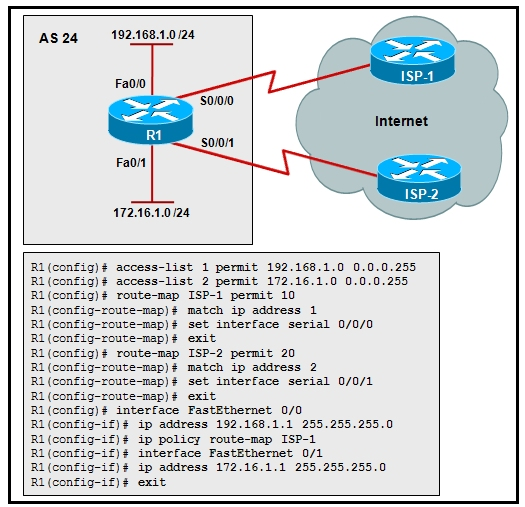 AS 24
192.168.1.0 /24
Fa0/0
S0/0/0
R1
S0/0/1
Fa0/1
172.16.1.0 /24
ISP-1
Internet
ISP-2
R1(config)# access-list 1 permit 192.168.1.0 0.0.0.255
R1(config)# access-list 2 permit 172.16.1.0 0.0.0.255
R1(config)# route-map ISP-1 permit 10
R1(config-route-map)# match ip address 1
R1(config-route-map)# set interface serial 0/0/0
R1(config-route-map)# exit
R1(config)# route-map ISP-2 permit 20
R1(config-route-map)# match ip address 2
R1(config-route-map)# set interface serial 0/0/1
R1(config-route-map)# exit
R1(config)# interface FastEthernet 0/0
R1(config-if)# ip address 192.168.1.1 255.255.255.0
R1(config-if)# ip policy route-map ISP-1
R1(config-if)# interface FastEthernet 0/1
R1(config-if)# ip address 172.16.1.1 255.255.255.0
R1(config-if)# exit